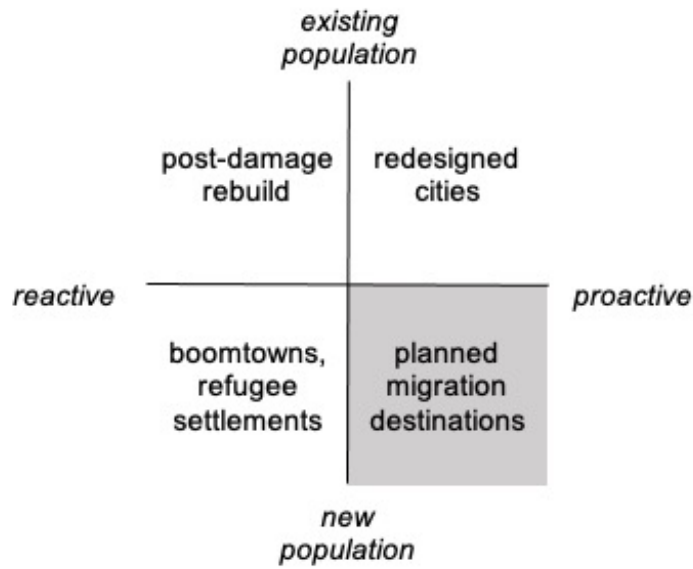 existing
population
post-damage
rebuild
redesigned
cities
reactive
proactive
boomtowns,
refugee
settlements
planned
migration
destinations
new
population